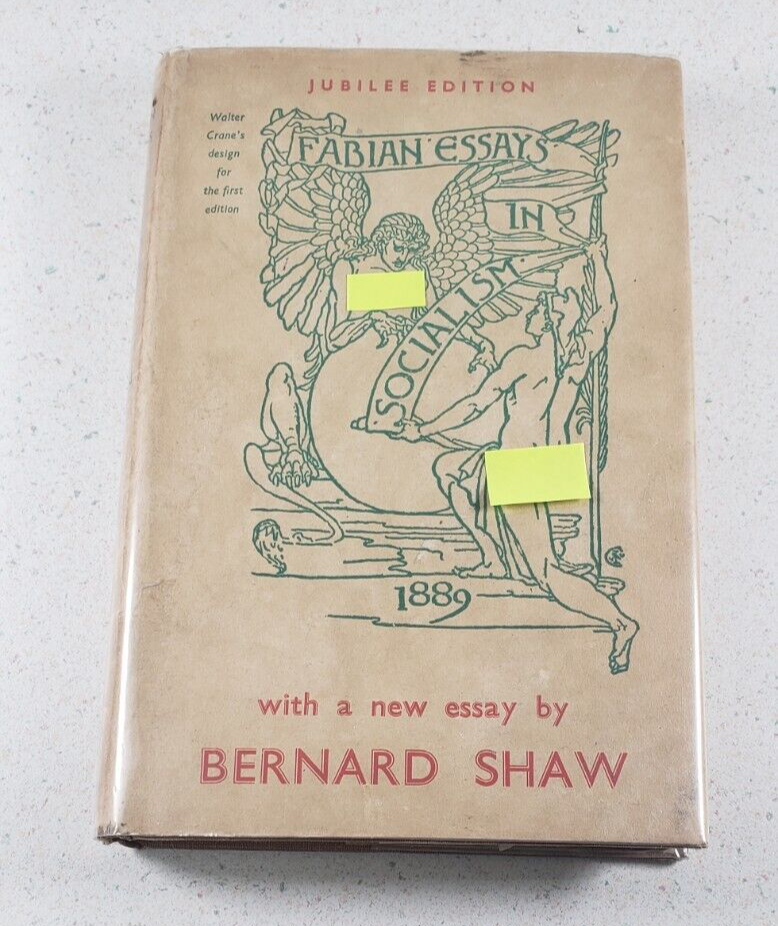 JUBILEE EDITION
Walter
Crane's
design
for
the first
edition
FABIAN ESSAYS
IN
SOCIALISM
1889
with a new essay by
BERNARD SHAW